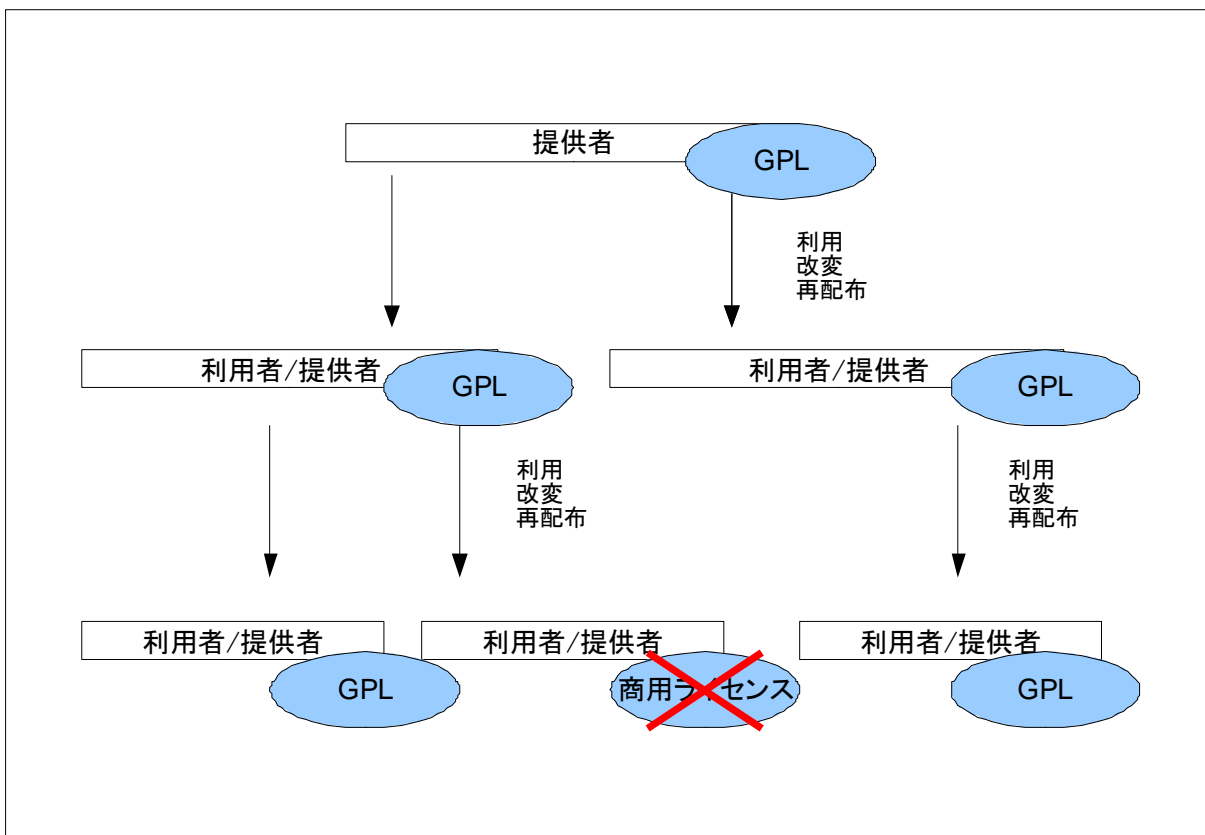 提供者
GPL
利用
改変
再配布
利用者/提供者
GPL
利用者/提供者
GPL
利用
改変
再配布
利用
改変
再配布
利用者/提供者
GPL
利用者/提供者
商用ライセンス
利用者/提供者
GPL